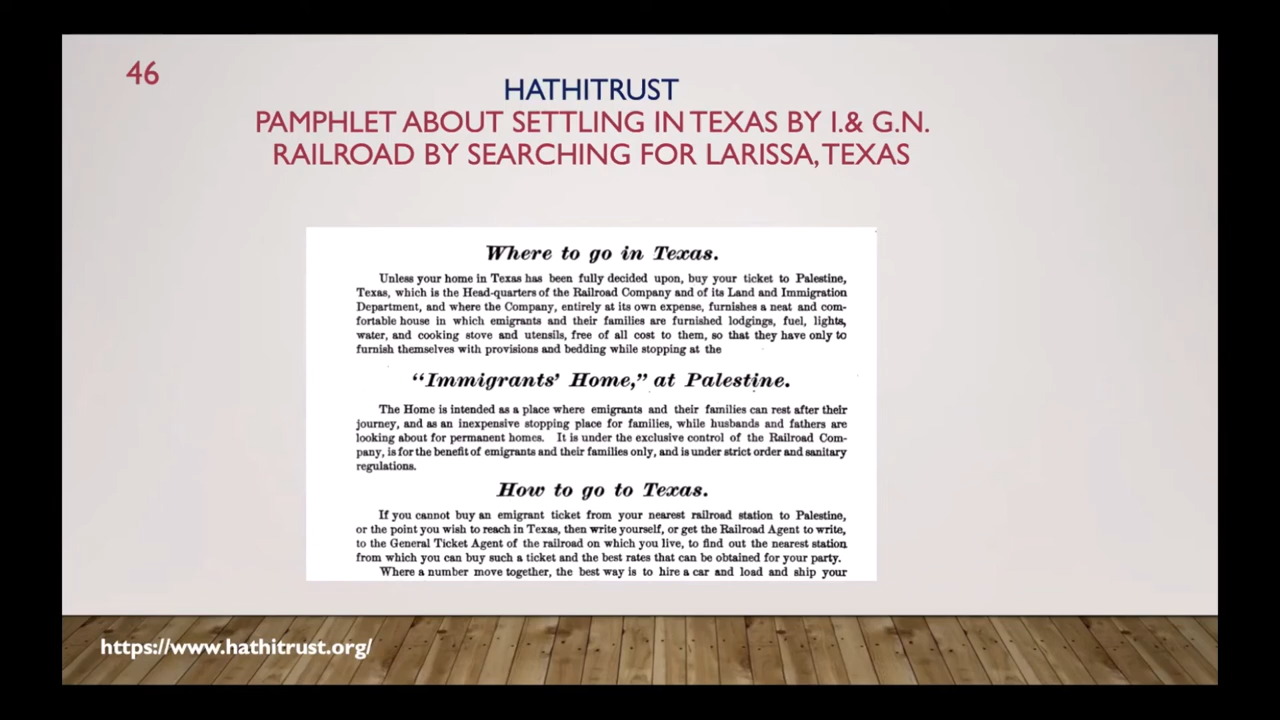 46
HATHITRUST
PAMPHLET ABOUT SETTLING IN TEXAS BY I.& G.N.
RAILROAD BY SEARCHING FOR LARISSA, TEXAS
Where to go in Texas.
Unless your home in Texas has been fully decided upon, buy your ticket to Palestine,
Texas, which is the Head-quarters of the Railroad Company and of its Land and Immigration
Department, and where the Company, entirely at its own expense, furnishes a neat and com-
fortable house in which emigrants and their families are furnished lodgings, fuel, lights,
water, and cooking stove and utensils, free of all cost to them, so that they have only to
furnish themselves with provisions and bedding while stopping at the
“Immigrants’ Home,” at Palestine.
The Home is intended as a place where emigrants and their families can rest after their
journey, and as an inexpensive stopping place for families, while husbands and fathers are
looking about for permanent homes. It is under the exclusive control of the Railroad Com-
pany, is for the benefit of emigrants and their families only, and is under strict order and sanitary
regulations.
How to go to Texas.
If you cannot buy an emigrant ticket from your nearest railroad station to Palestine,
or the point you wish to reach in Texas, then write yourself, or get the Railroad Agent to write,
to the General Ticket Agent of the railroad on which you live, to find out the nearest station
from which you can buy such a ticket and the best rates that can be obtained for your party.
Where a number move together, the best way is to hire a car and load and ship your
https://www.hathitrust.org/